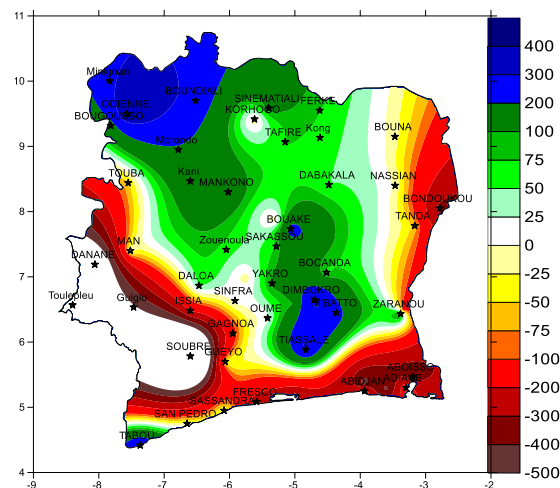 11
10
9
8
7
6
5
4
Minignan
BOUNDIALI
ODIENNE
BOUGOUSSO
SINEMATIALI
FERKE
KORHOGO
TAFIRE
Kong
BOUNA
Morondo
TOUBA
Kani
MANKONO
DABAKALA
NASSIAN
BONDOUKOU
TANDA
BOUAKE
SAKASSOU
Zouenoula
MAN
DANANE
BOCANDA
DALOA
YAKRO
SINFRA
DIMBOKRO
Toulepleu
Guiglo
ISSIA
OUME
BATTO
ZARANOU
GAGNOA
SOUBRE
GUEYO
TIASSALE
ABOISSO
ADIAKE
ABIDJAN
FRESCO
SASSANDRA
SAN PEDRO
TABOU
-9
-8
-7
-6
-5
-4
-3
-2
400
300
200
100
75
50
25
0
-25
-50
-75
-100
-200
-300
-400
-500